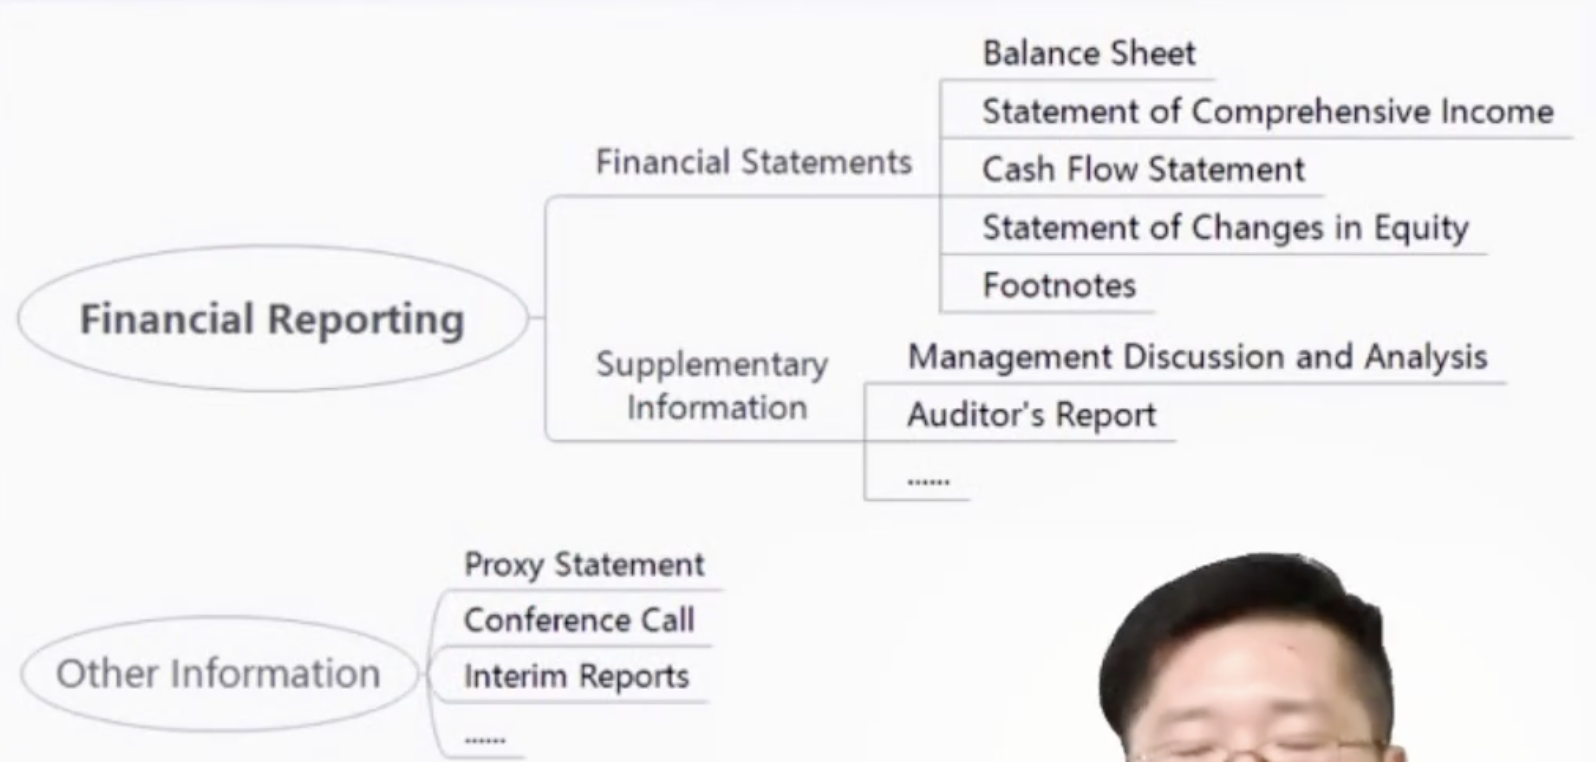 Balance Sheet
Statement of Comprehensive Income
Financial Statements
Cash Flow Statement
Statement of Changes in Equity
Footnotes
Financial Reporting
Supplementary
Information
Management Discussion and Analysis
Auditor's Report
......
Other Information
Proxy Statement
Conference Call
Interim Reports
......